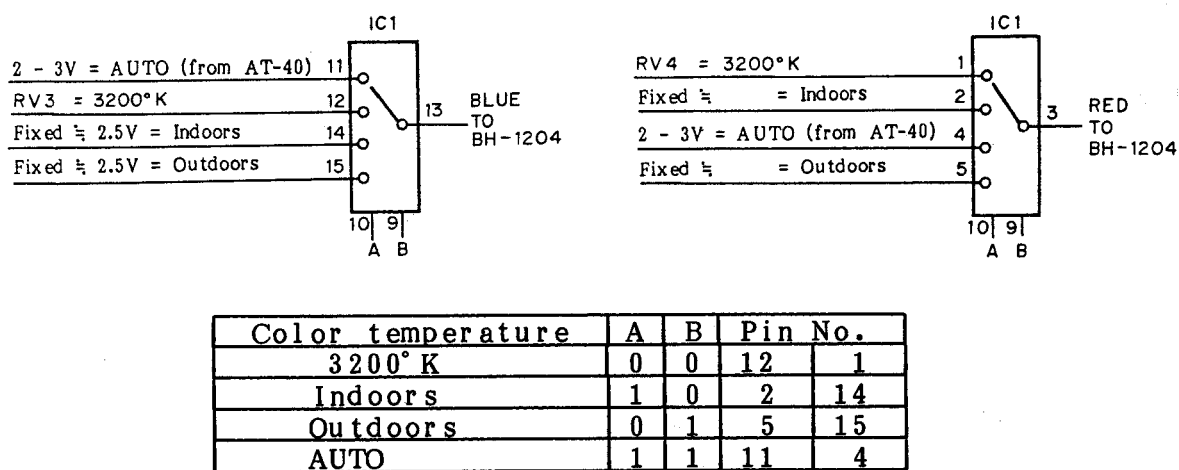 IC1
2 - 3V = AUTO (from AT-40) 11
RV3 = 3200°K 12
Fixed ≒ 2.5V = Indoors 14
Fixed ≒ 2.5V = Outdoors 15
13
BLUE
TO
BH-1204
10 9
A B
IC1
RV4 = 3200°K 1
Fixed ≒ = Indoors 2
2 - 3V = AUTO (from AT-40) 4
Fixed ≒ = Outdoors 5
3
RED
TO
BH-1204
10 9
A B
Color temperature A B Pin No.
3200°K 0 0 12 1
Indoors 1 0 2 14
Outdoors 0 1 5 15
AUTO 1 1 11 4